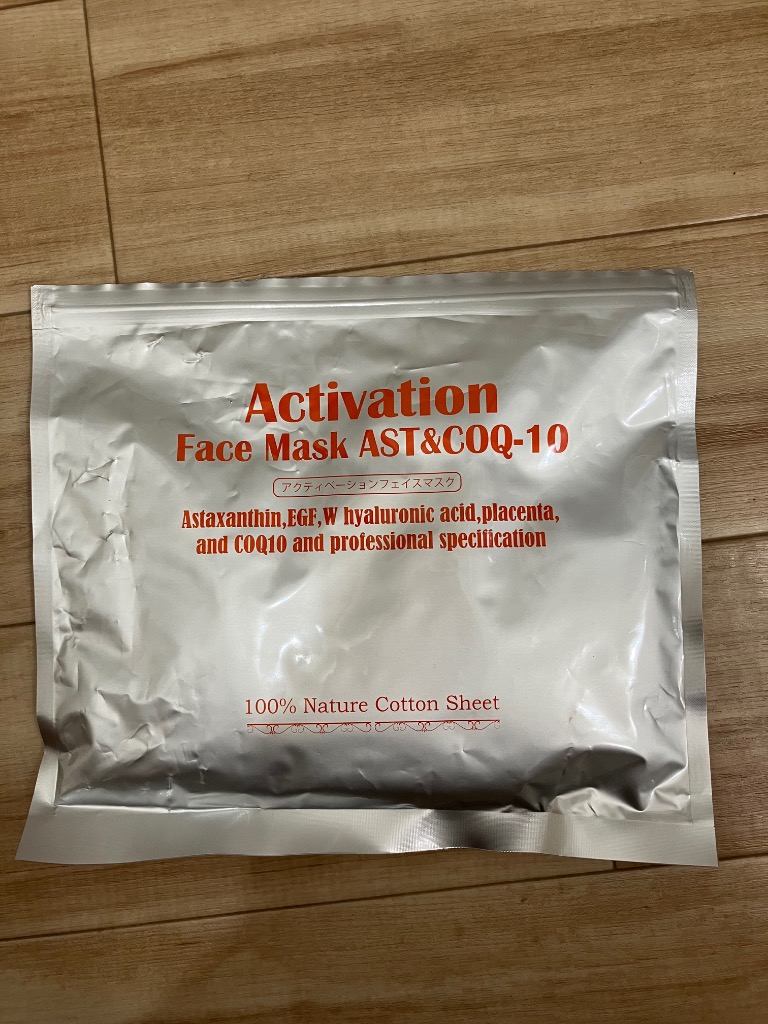 Activation
Face Mask AST&COQ-10
アクティベーションフェイスマスク
Astaxanthin,EGF,W hyaluronic acid,placenta,
and COQ10 and professional specification
100% Nature Cotton Sheet